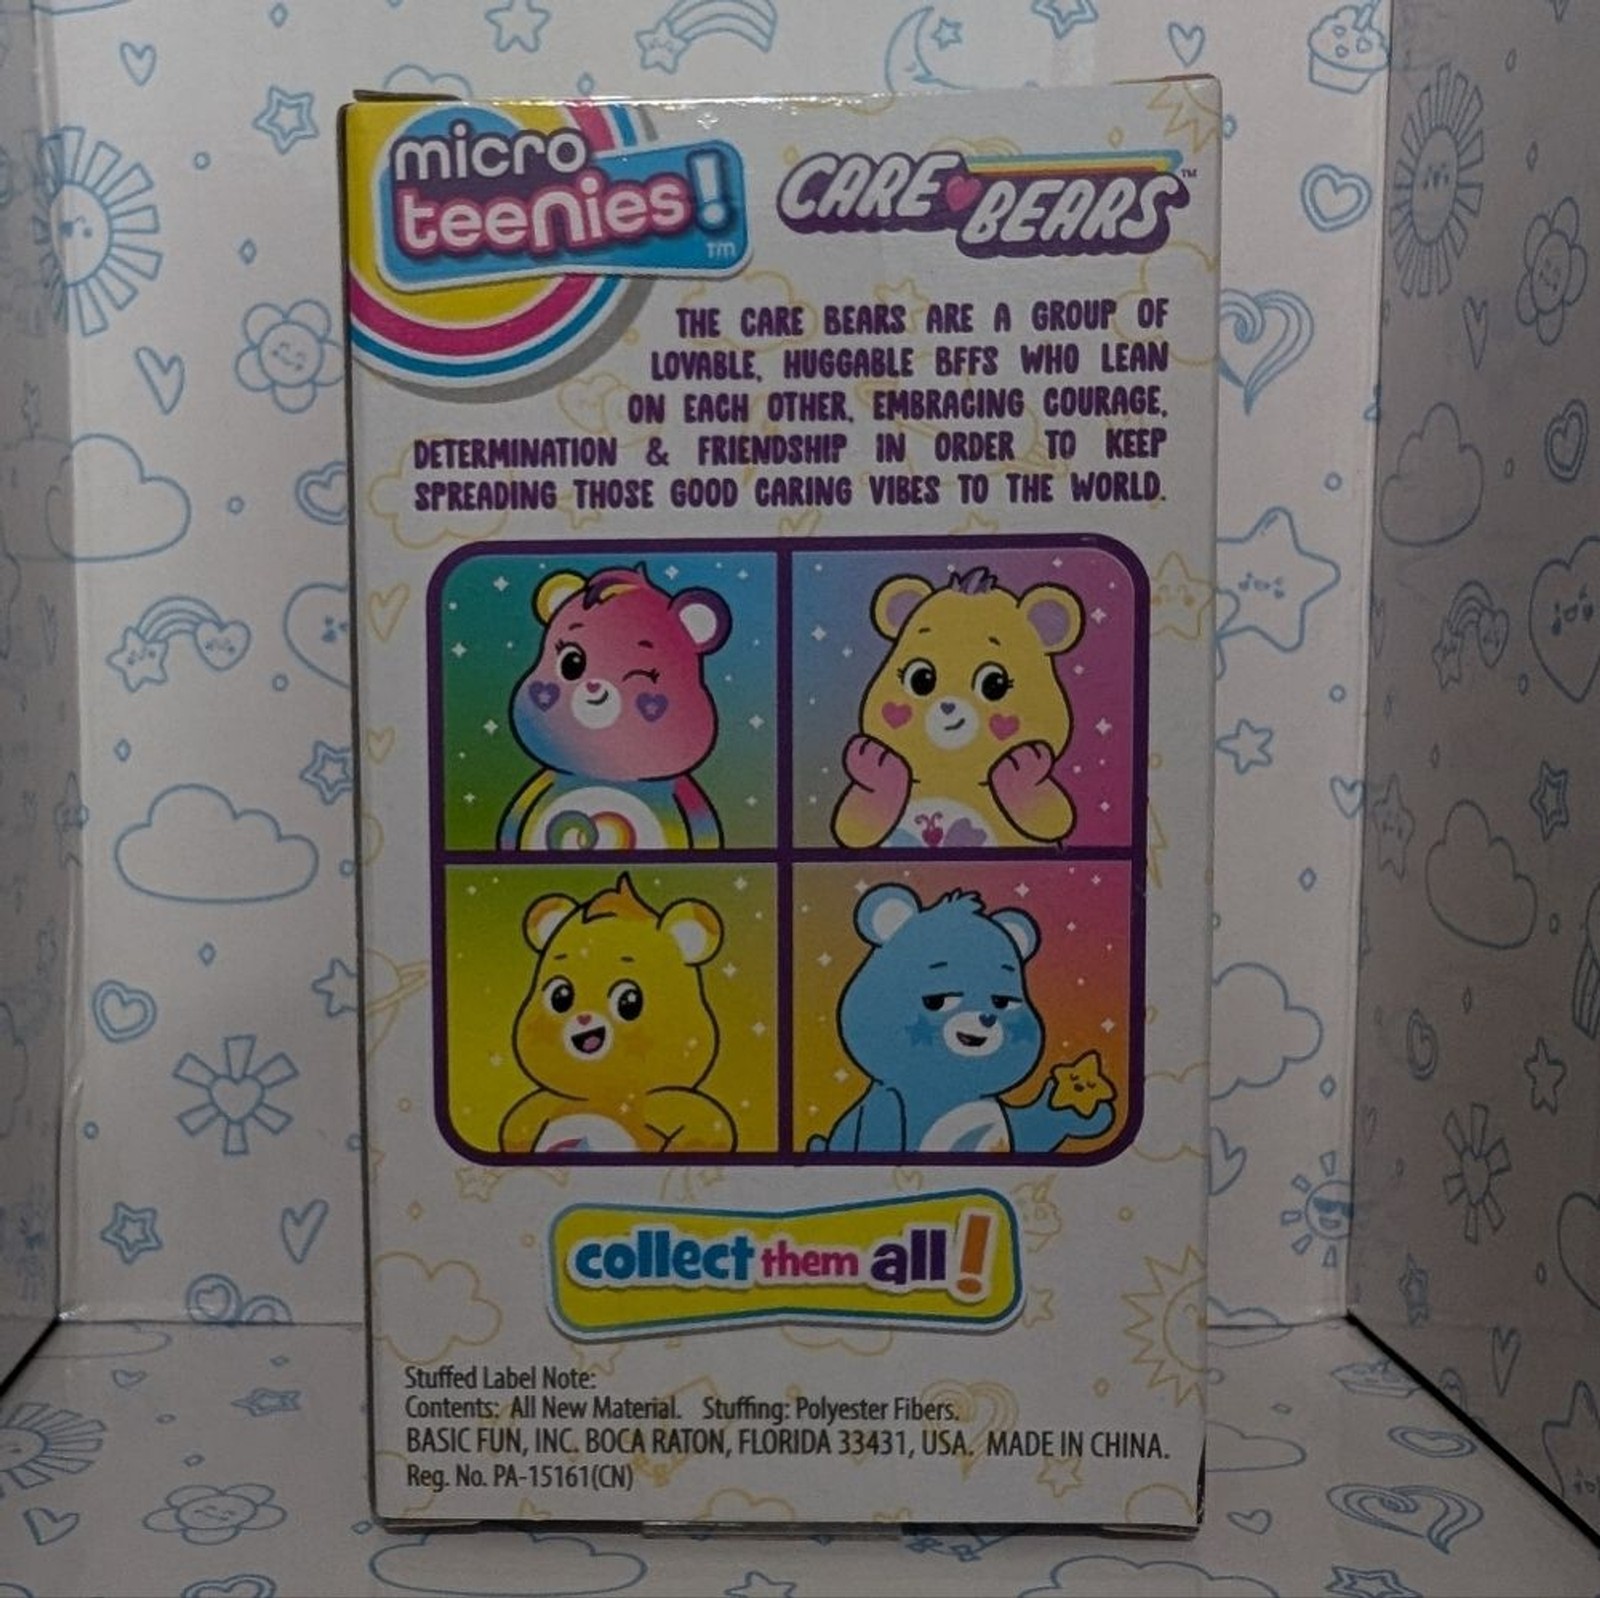 micro
teenies!™
CARE BEARS™
THE CARE BEARS ARE A GROUP OF
LOVABLE, HUGGABLE BFFS WHO LEAN
ON EACH OTHER, EMBRACING COURAGE,
DETERMINATION & FRIENDSHIP IN ORDER TO KEEP
SPREADING THOSE GOOD CARING VIBES TO THE WORLD.
collect them all!
Stuffed Label Note:
Contents: All New Material. Stuffing: Polyester Fibers.
BASIC FUN, INC. BOCA RATON, FLORIDA 33431, USA. MADE IN CHINA.
Reg. No. PA-15161(CN)